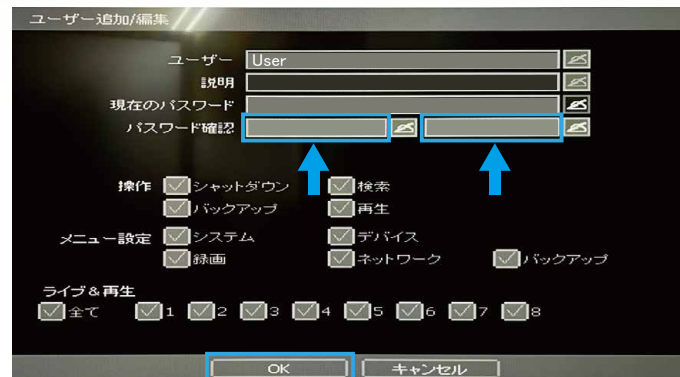 ユーザー追加/編集
ユーザー User
説明
現在のパスワード
パスワード確認
操作 シャットダウン 検索
バックアップ 再生
メニュー設定 システム デバイス
録画 ネットワーク バックアップ
ライブ&再生
全て 1 2 3 4 5 6 7 8
OK キャンセル